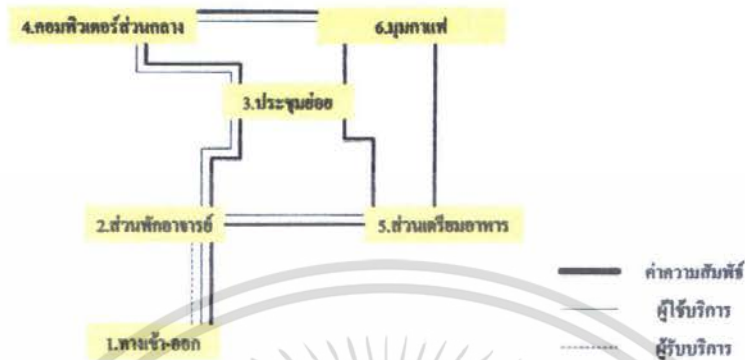 4.คอมพิวเตอร์ส่วนกลาง
6.มุมกาแฟ
3.ประชุมย่อย
2.ส่วนพักอาจารย์
5.ส่วนเตรียมอาหาร
1.ทางเข้า-ออก
ค่าความสัมพัธ์
ผู้ใช้บริการ
ผู้รับบริการ